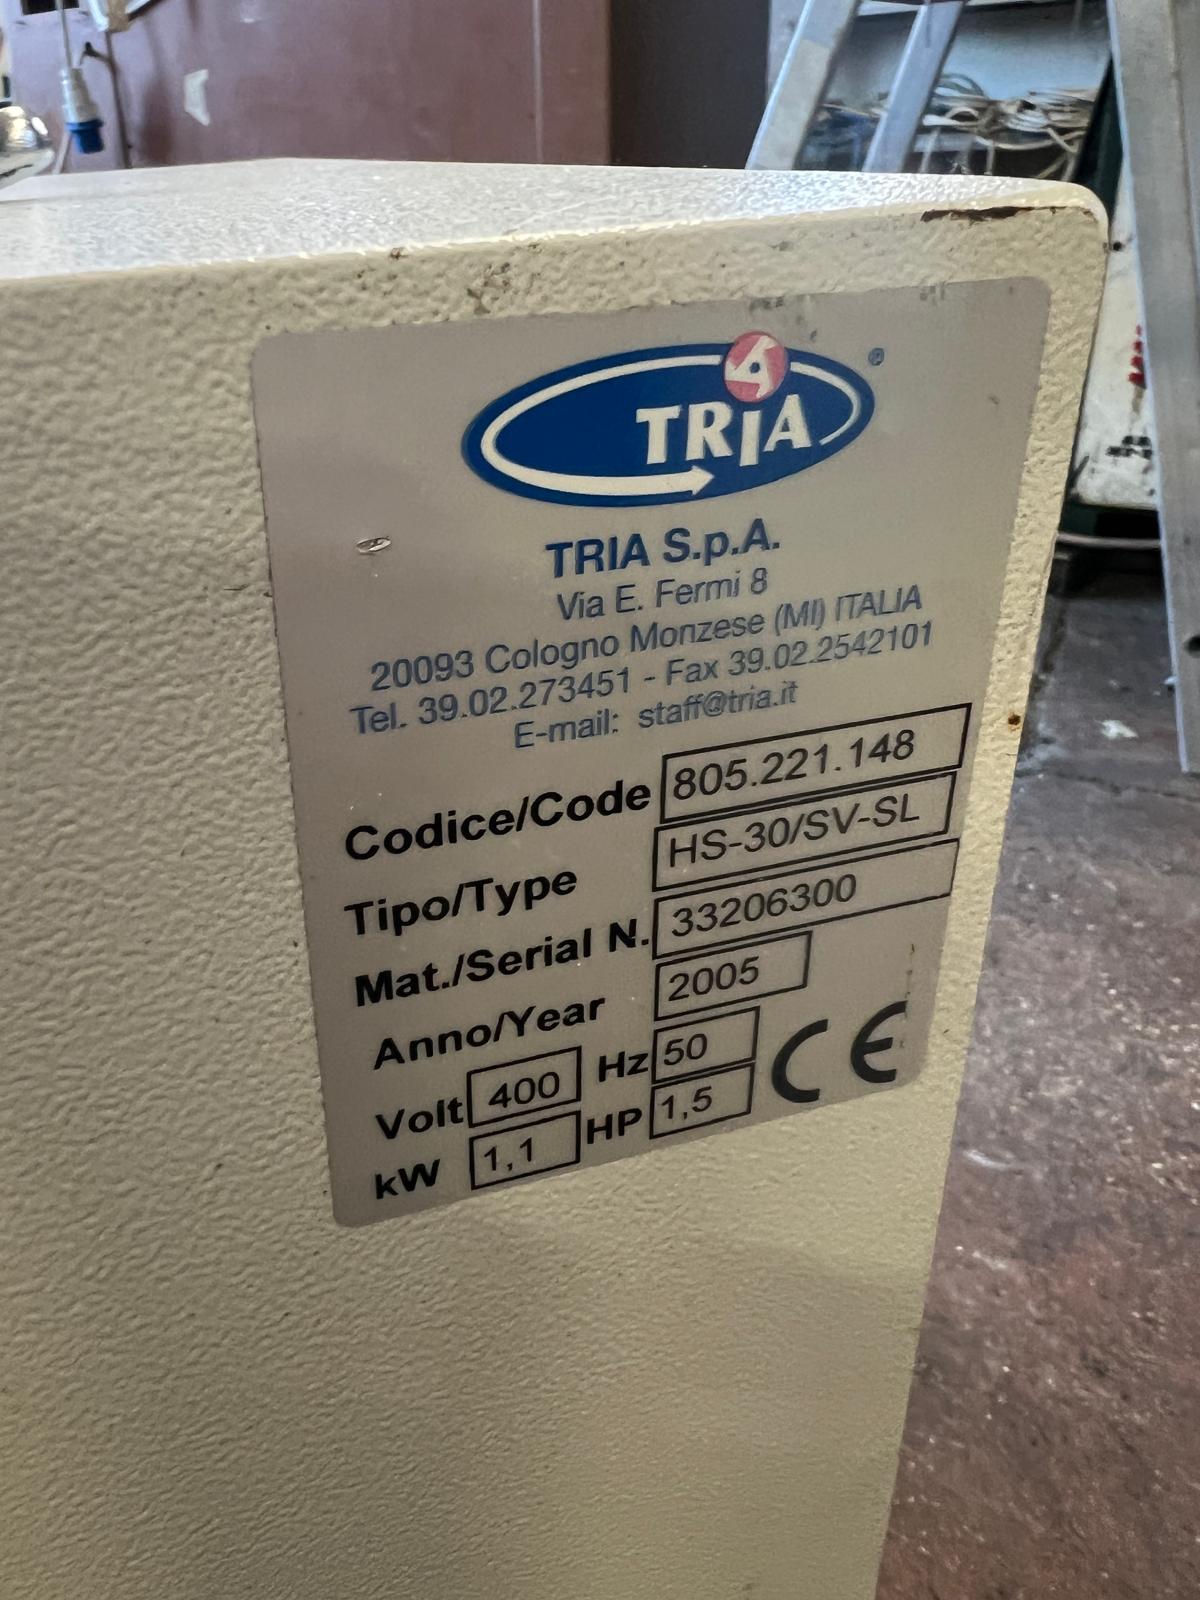 TRIA ®
TRIA S.p.A.
Via E. Fermi 8
20093 Cologno Monzese (MI) ITALIA
Tel. 39.02.273451 - Fax 39.02.2542101
E-mail: staff@tria.it
Codice/Code 805.221.148
Tipo/Type HS-30/SV-SL
Mat./Serial N. 33206300
Anno/Year 2005
Volt 400 Hz 50
kW 1,1 HP 1,5
CE